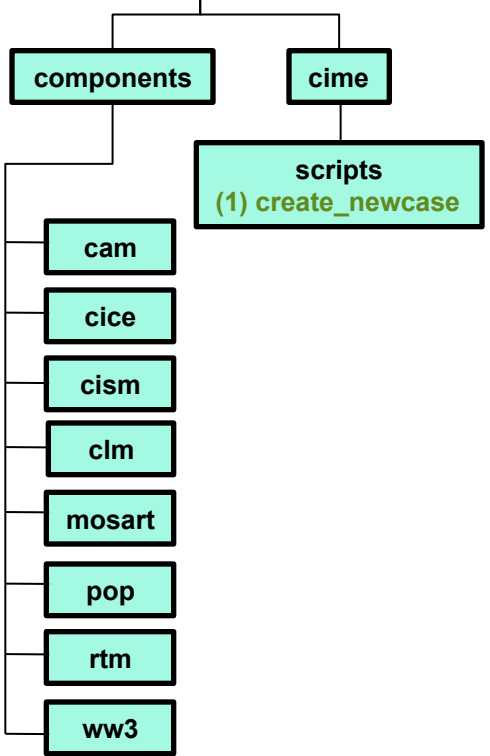 components
cime
scripts
(1) create_newcase
cam
cice
cism
clm
mosart
pop
rtm
ww3